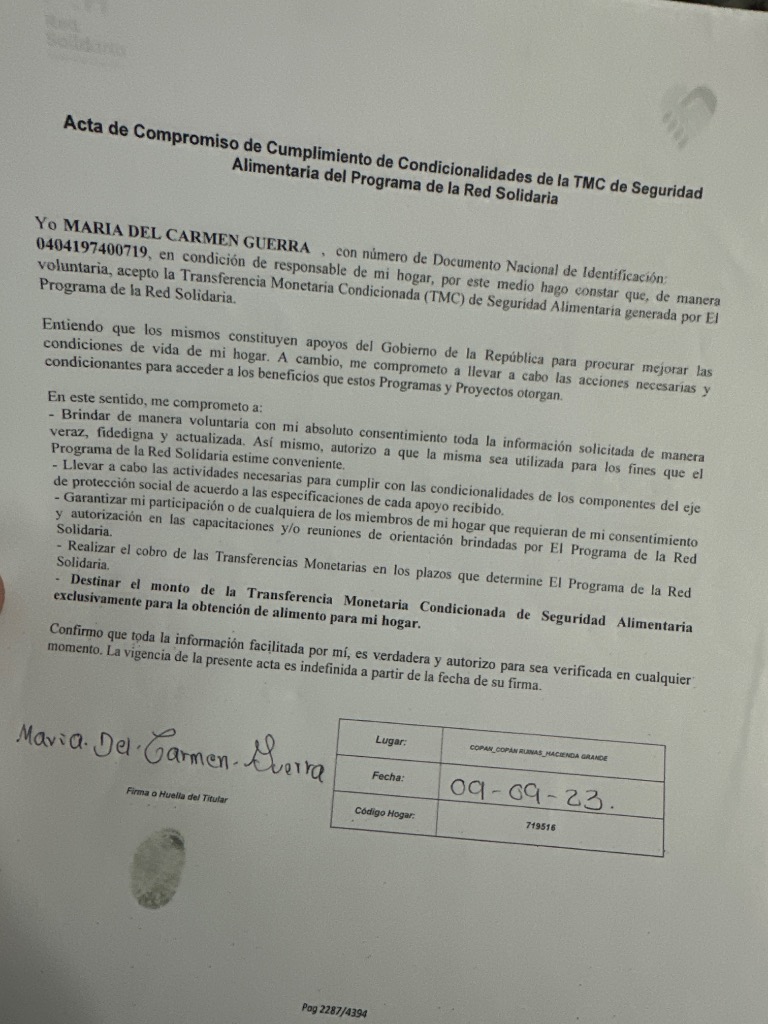 Red
Solidaria
Acta de Compromiso de Cumplimiento de Condicionalidades de la TMC de Seguridad
Alimentaria del Programa de la Red Solidaria
Yo MARIA DEL CARMEN GUERRA , con número de Documento Nacional de Identificación:
0404197400719, en condición de responsable de mi hogar, por este medio hago constar que, de manera
voluntaria, acepto la Transferencia Monetaria Condicionada (TMC) de Seguridad Alimentaria generada por El
Programa de la Red Solidaria.
Entiendo que los mismos constituyen apoyos del Gobierno de la República para procurar mejorar las
condiciones de vida de mi hogar. A cambio, me comprometo a llevar a cabo las acciones necesarias y
condicionantes para acceder a los beneficios que estos Programas y Proyectos otorgan.
En este sentido, me comprometo a:
- Brindar de manera voluntaria con mi absoluto consentimiento toda la información solicitada de manera
veraz, fidedigna y actualizada. Así mismo, autorizo a que la misma sea utilizada para los fines que el
Programa de la Red Solidaria estime conveniente.
- Llevar a cabo las actividades necesarias para cumplir con las condicionalidades de los componentes del eje
de protección social de acuerdo a las especificaciones de cada apoyo recibido.
- Garantizar mi participación o de cualquiera de los miembros de mi hogar que requieran de mi consentimiento
y autorización en las capacitaciones y/o reuniones de orientación brindadas por El Programa de la Red
Solidaria.
- Realizar el cobro de las Transferencias Monetarias en los plazos que determine El Programa de la Red
Solidaria.
- Destinar el monto de la Transferencia Monetaria Condicionada de Seguridad Alimentaria
exclusivamente para la obtención de alimento para mi hogar.
Confirmo que toda la información facilitada por mí, es verdadera y autorizo para sea verificada en cualquier
momento. La vigencia de la presente acta es indefinida a partir de la fecha de su firma.
Maria. Del. Carmen. Guerra
Firma o Huella del Titular
Lugar: COPAN_COPÁN RUINAS_HACIENDA GRANDE
Fecha: 09-09-23.
Código Hogar: 719516
Pag 2287/4394